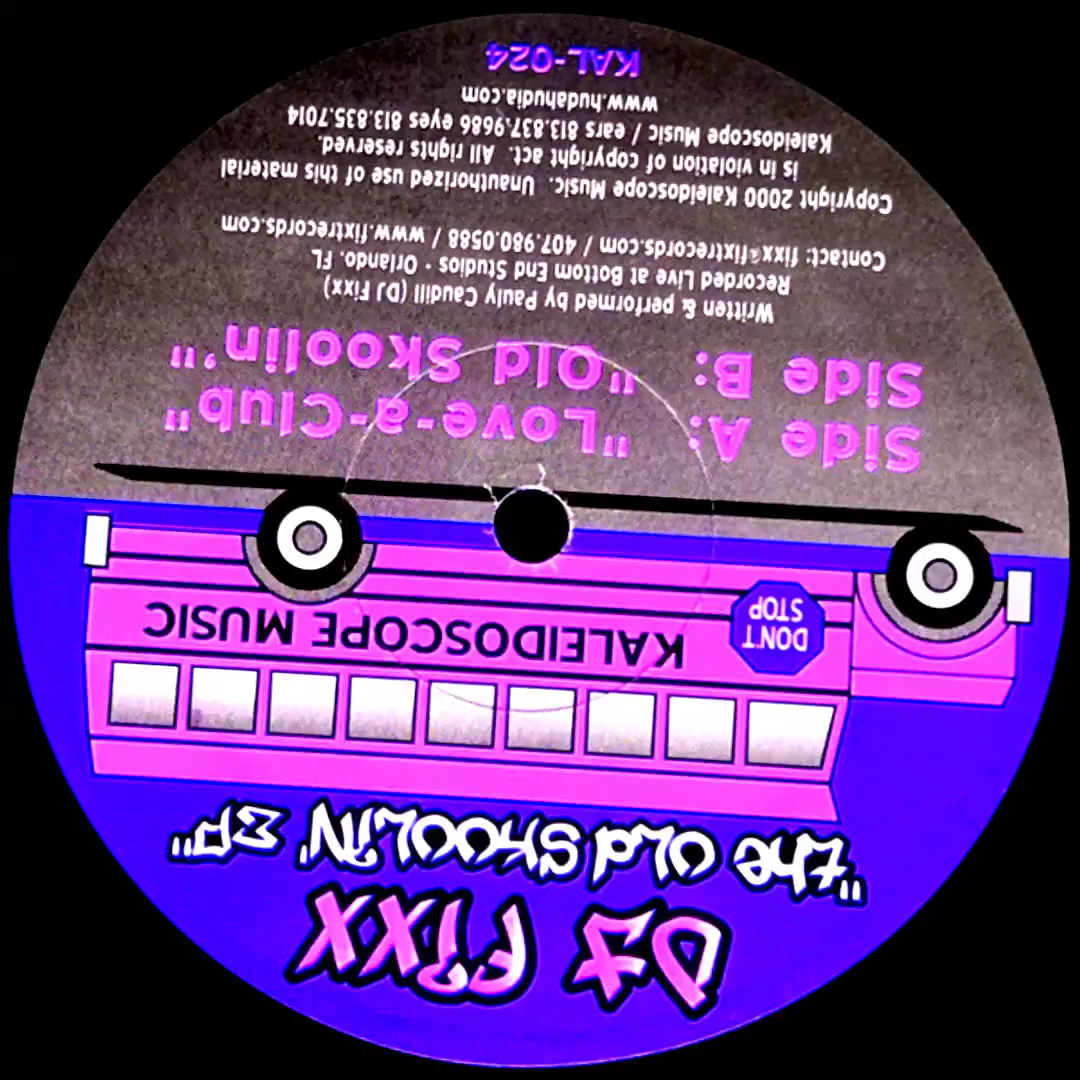 DJ FIXX
"THE OLD SKOOLIN' EP"
KALEIDOSCOPE MUSIC
DON'T
STOP
Side A: "Love-a-Club"
Side B: "Old Skoolin'"
Written & performed by Pauly Caudill (DJ Fixx)
Recorded Live at Bottom End Studios - Orlando, FL
Contact: fixx@fixtrecords.com / 407.980.0588 / www.fixtrecords.com
Copyright 2000 Kaleidoscope Music. Unauthorized use of this material
is in violation of copyright act. All rights reserved.
Kaleidoscope Music / ears 813.837.9686 eyes 813.835.7014
www.hudahudia.com
KAL-024